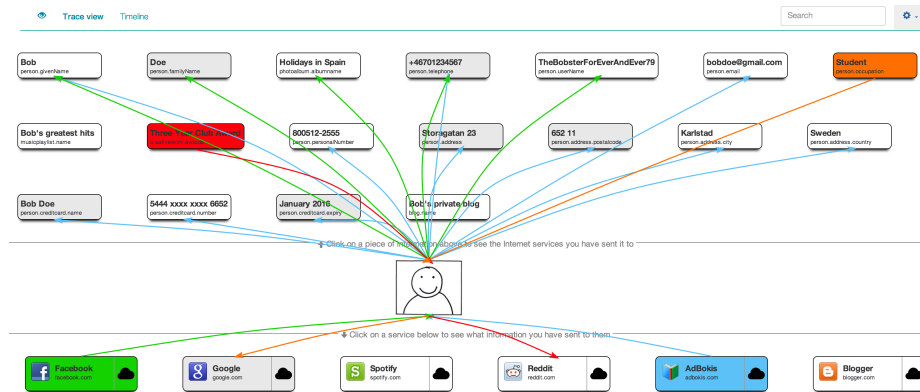 Trace view Timeline Search
Bob Doe Holidays in Spain +46701234567 TheBobsterForEverAndEver79 bobdoe@gmail.com Student
person.givenName person.familyName photoalbum.albumname person.telephone person.userName person.email person.occupation
Bob's greatest hits Three-Year Club Award 800512-2555 Storagatan 23 652 11 Karlstad Sweden
musicplaylist.name person.personalNumber person.address person.address.postalcode person.address.city person.address.country
Bob Doe 5444 xxxx xxxx 6652 January 2016 Bob's private blog
person.creditcard.name person.creditcard.number person.creditcard.expiry blog.name
Click on a piece of information above to see the Internet services you have sent it to
Click on a service below to see what information you have sent to them
Facebook Google Spotify Reddit AdBokis Blogger
facebook.com google.com spotify.com reddit.com adbokis.com blogger.com